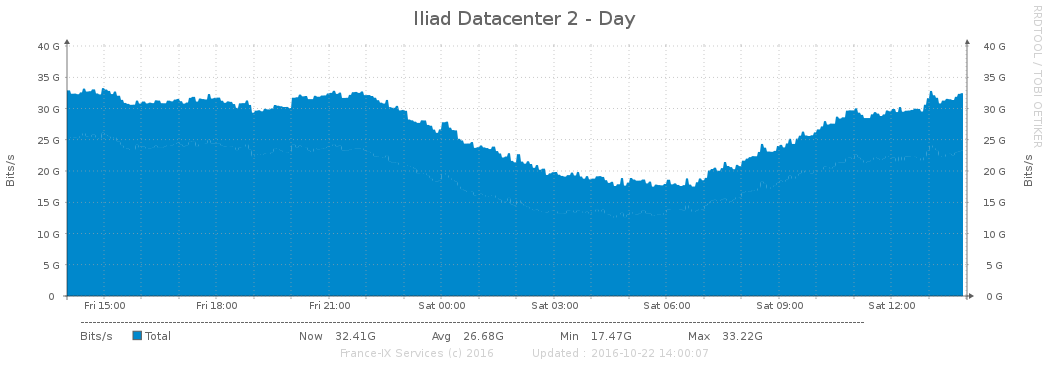 Iliad Datacenter 2 - Day
RRDTOOL / TOBI OETIKER
Bits/s
40 G 40 G
35 G 35 G
30 G 30 G
25 G 25 G
20 G 20 G
15 G 15 G
10 G 10 G
5 G 5 G
0 0 G
Bits/s
Fri 15:00 Fri 18:00 Fri 21:00 Sat 00:00 Sat 03:00 Sat 06:00 Sat 09:00 Sat 12:00
Bits/s Total Now 32.41G Avg 26.68G Min 17.47G Max 33.22G
France-IX Services (c) 2016 Updated : 2016-10-22 14:00:07